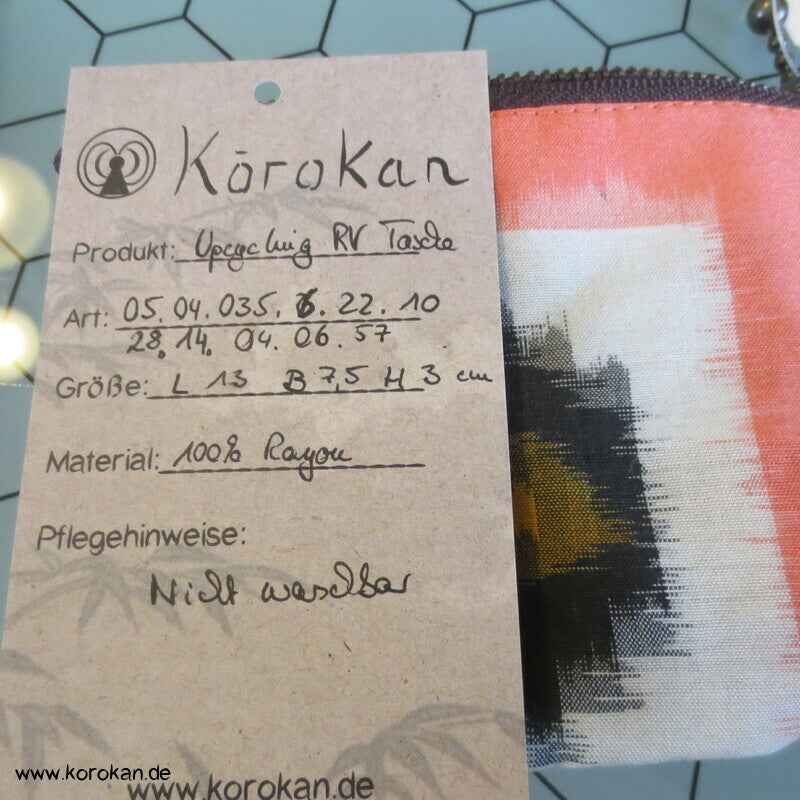 Kōrokan
Produkt: Upcycling RV Tasche
Art: 05.04.035.6.22.10
28.14.04.06.57
Größe: L 13 B 7,5 H 3 cm
Material: 100% Rayon
Pflegehinweise:
Nicht waschbar
www.korokan.de
www.korokan.de